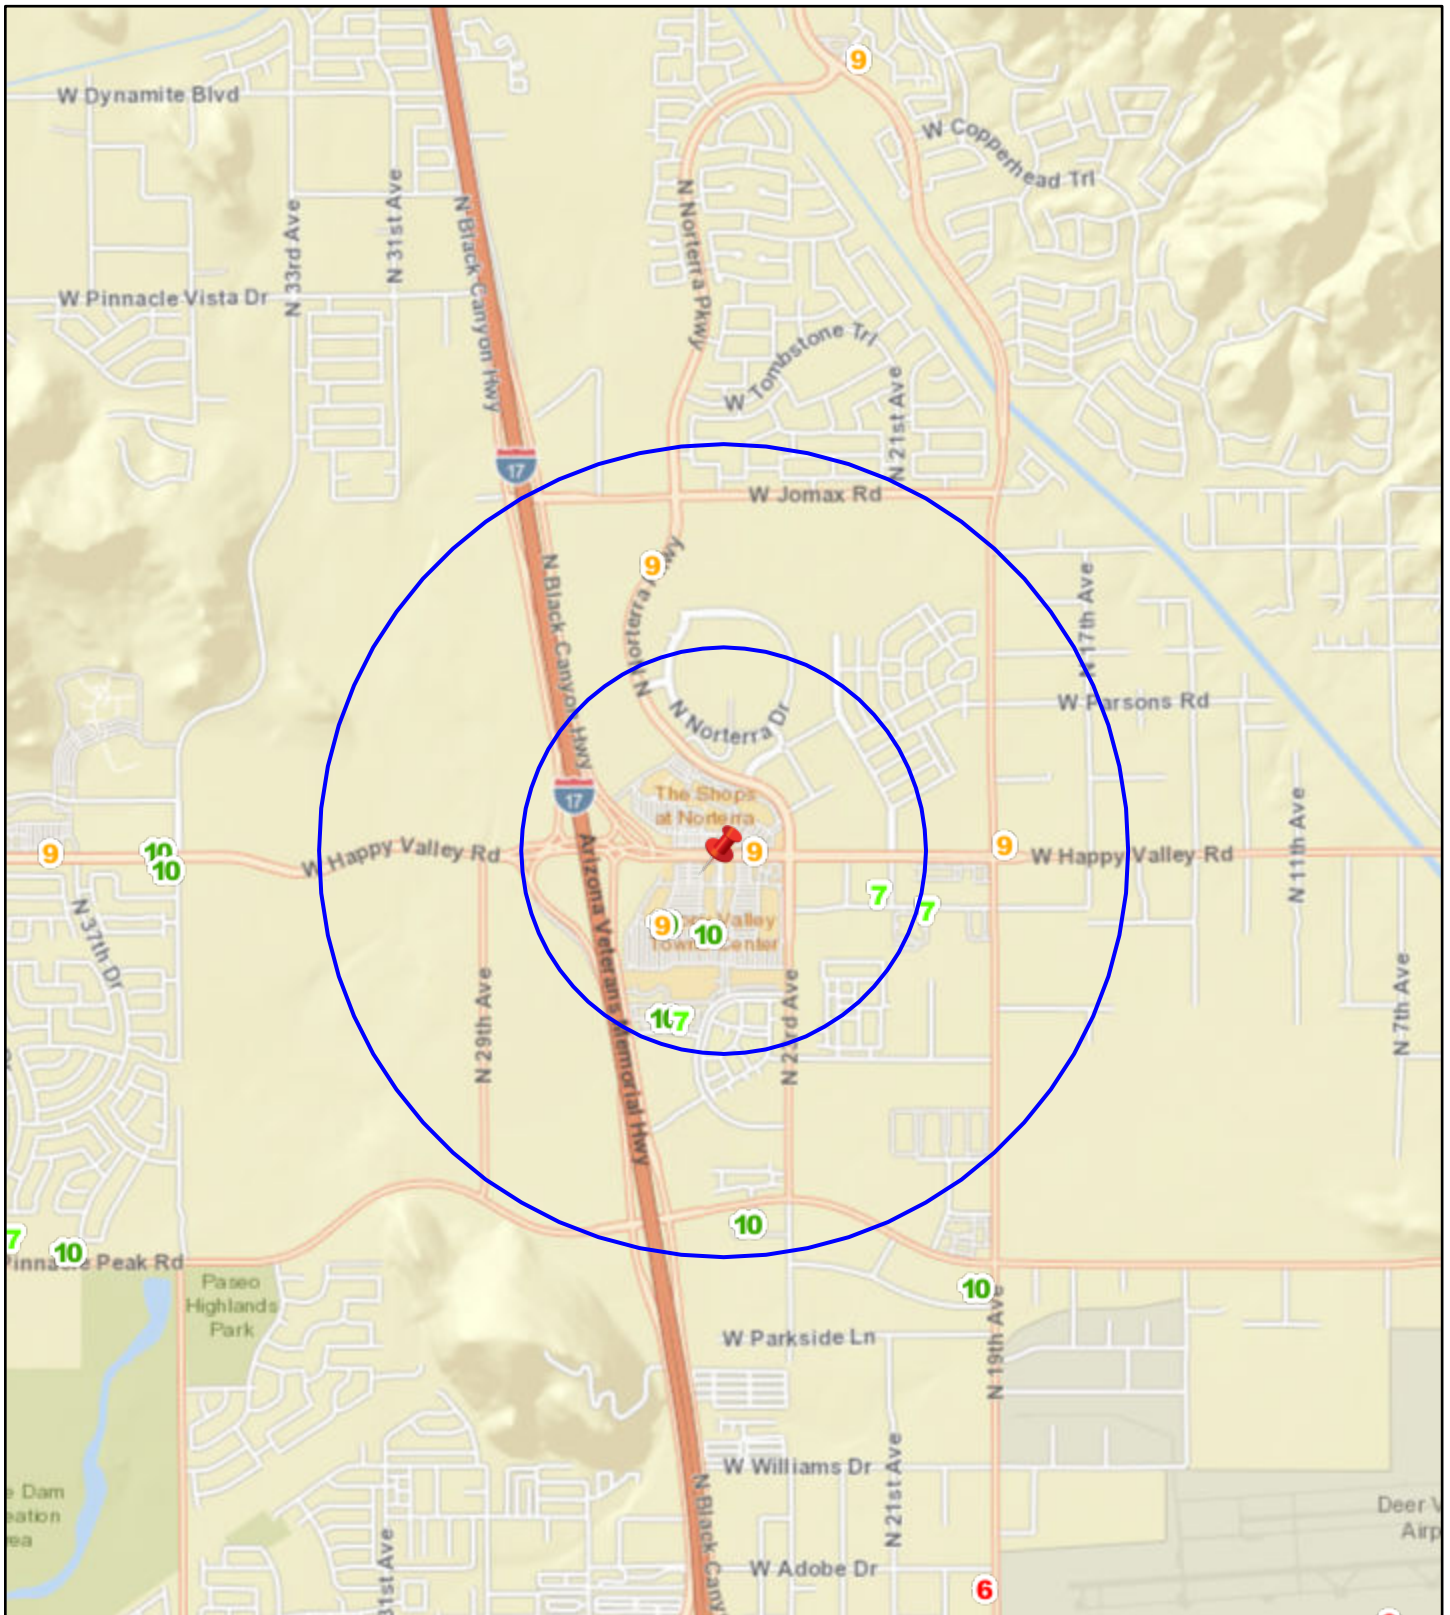 9
W Dynamite Blvd
W Copperhead Trl
N 33rd Ave
N 31st Ave
N Black Canyon Hwy
N Norterra Pkwy
W Pinnacle Vista Dr
W Tombstone Trl
N 21st Ave
17
W Jomax Rd
9
N Black Canyon Hwy
N Norterra
N 17th Ave
W Parsons Rd
N Norterra Dr
17
The Shops
at Norterra
N 11th Ave
9
10
10
W Happy Valley Rd
9
9
W Happy Valley Rd
7
7
N 37th Dr
Arizona Veterans Memorial Hwy
9
10
Valley
Center
N 29th Ave
N 23rd Ave
N 7th Ave
10
7
10
7
10
Peak Rd
Paseo
Highlands
Park
10
N 19th Ave
W Parkside Ln
W Williams Dr
N 21st Ave
N Black
Dam
Deer
W Adobe Dr
31st Ave
6